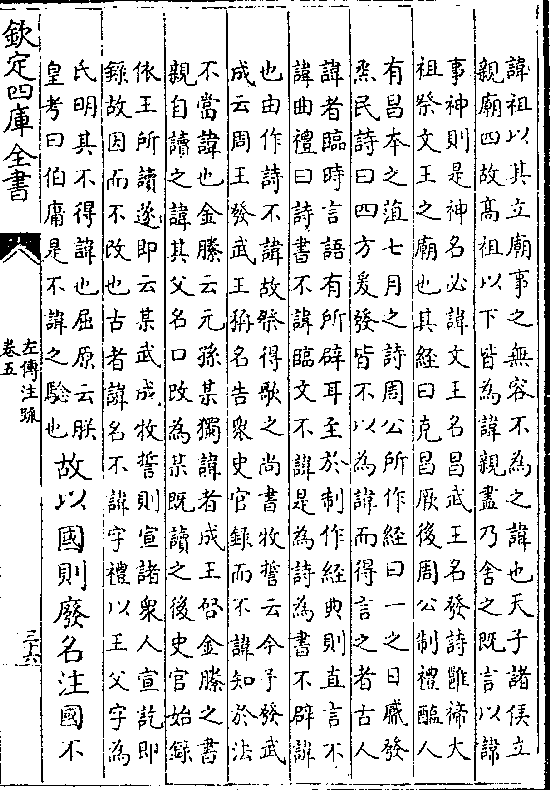 諱祖以其立廟事之無容不為之諱也天子諸侯立
親廟四故高祖以下皆為諱親盡乃舍之既言以諱
事神則是神名必諱文王名昌武王名發詩雝禘大
祖祭文王之廟也其經曰克昌厥後周公制禮醢人
有昌本之菹七月之詩周公所作經曰一之日觱發
烝民詩曰四方爰發皆不以為諱而得言之者古人
諱者臨時言語有所辟耳至於制作經典則直言不
諱曲禮曰詩書不諱臨文不諱是為詩為書不辟諱
也由作詩不諱故祭得歌之尚書牧誓云今予發武
成云周王發武王稱名告衆史官錄而不諱知於法
不當諱也金縢云元孫某獨諱者成王啓金縢之書
親自讀之諱其父名口改為某既讀之後史官始錄
依王所讀遂即云某武成牧誓則宣諸衆人宣訖即
錄故因而不改也古者諱名不諱字禮以王父字為
氏明其不得諱也屈原云朕
皇考曰伯庸是不諱之驗也
故以國則廢名注國不
欽定四庫全書
左傳注疏
卷五
三十六